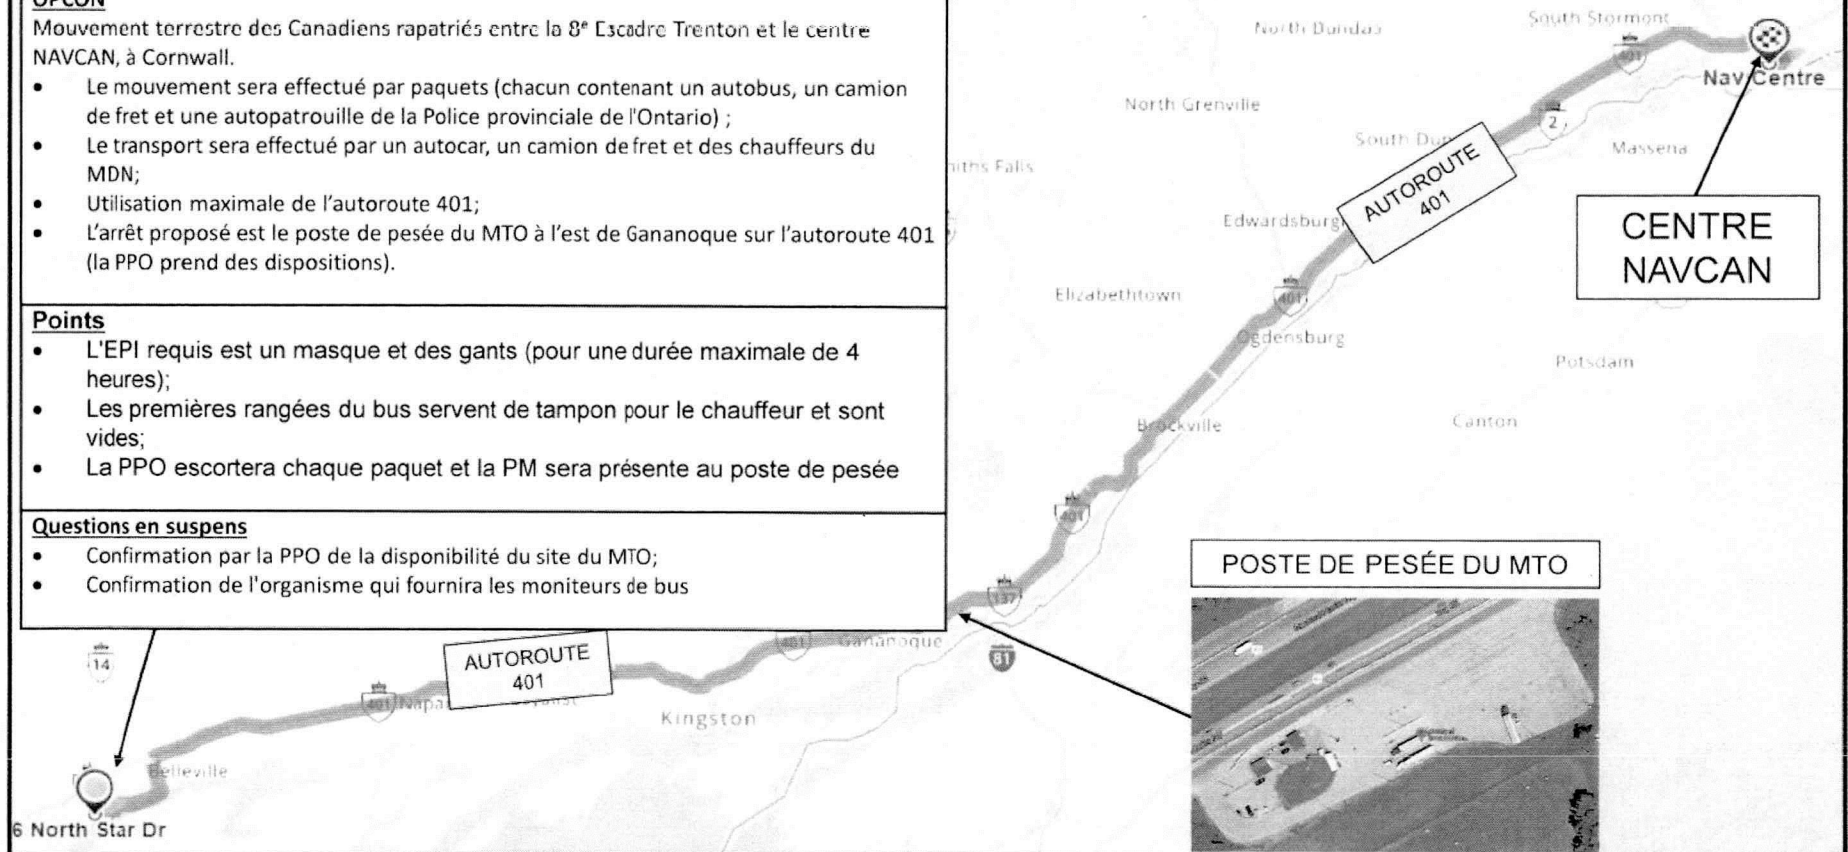 OPCON
Mouvement terrestre des Canadiens rapatriés entre la 8e Escadre Trenton et le centre
NAVCAN, à Cornwall.
• Le mouvement sera effectué par paquets (chacun contenant un autobus, un camion
de fret et une autopatrouille de la Police provinciale de l'Ontario) ;
• Le transport sera effectué par un autocar, un camion de fret et des chauffeurs du
MDN;
• Utilisation maximale de l'autoroute 401;
• L'arrêt proposé est le poste de pesée du MTO à l'est de Gananoque sur l'autoroute 401
(la PPO prend des dispositions).
Points
• L'EPI requis est un masque et des gants (pour une durée maximale de 4
heures);
• Les premières rangées du bus servent de tampon pour le chauffeur et sont
vides;
• La PPO escortera chaque paquet et la PM sera présente au poste de pesée
Questions en suspens
• Confirmation par la PPO de la disponibilité du site du MTO;
• Confirmation de l'organisme qui fournira les moniteurs de bus
North Dundas
South Stormont
401
Nav Centre
North Grenville
2
South Dun
Massena
iths Falls
AUTOROUTE
401
Edwardsburg
CENTRE
NAVCAN
Elizabethtown
401
Ogdensburg
Potsdam
Brockville
Canton
401
POSTE DE PESÉE DU MTO
137
Gananoque
401
81
14
AUTOROUTE
401
401
Napa
Kingston
Belleville
6 North Star Dr